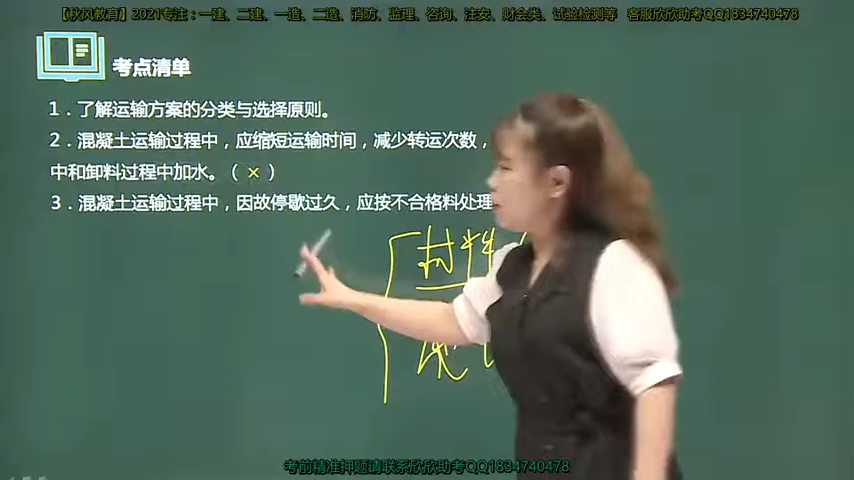 【秋风教育】2021专注：一建、二建、一造、二造、消防、监理、咨询、注安、财会类、试验检测等 客服欣欣助考QQ1834740478
考点清单
1．了解运输方案的分类与选择原则。
2．混凝土运输过程中，应缩短运输时间，减少转运次数，
中和卸料过程中加水。（×）
3．混凝土运输过程中，因故停歇过久，应按不合格料处理
材料
考前精准押题请联系欣欣助考QQ1834740478